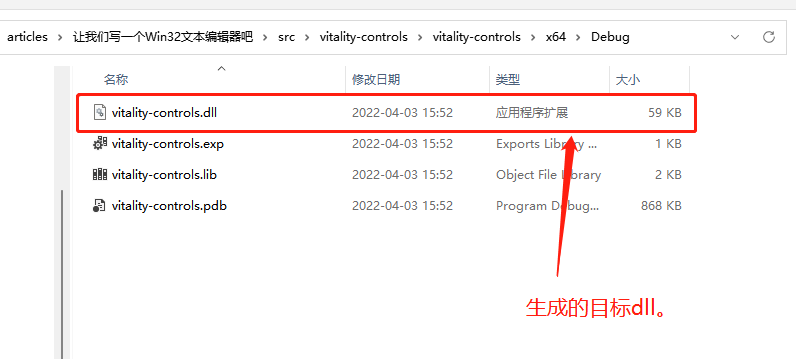 articles > 让我们写一个Win32文本编辑器吧 > src > vitality-controls > vitality-controls > x64 > Debug
名称 修改日期 类型 大小
vitality-controls.dll 2022-04-03 15:52 应用程序扩展 59 KB
vitality-controls.exp 2022-04-03 15:52 Exports Library ... 1 KB
vitality-controls.lib 2022-04-03 15:52 Object File Library 2 KB
vitality-controls.pdb 2022-04-03 15:52 Program Debug... 868 KB
生成的目标dll。